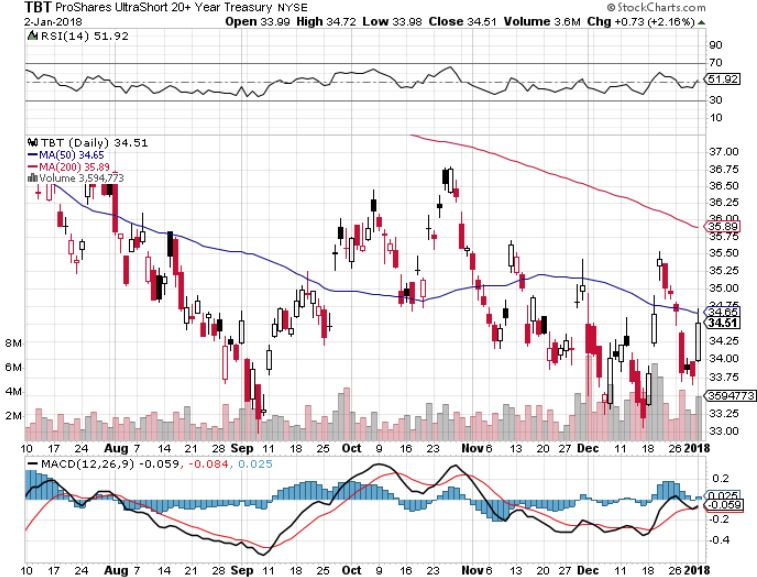 TBT ProShares UltraShort 20+ Year Treasury NYSE © StockCharts.com
2-Jan-2018 Open 33.99 High 34.72 Low 33.98 Close 34.51 Volume 3.6M Chg +0.73 (+2.16%) ▲
RSI(14) 51.92
90
70
51.92
30
10
TBT (Daily) 34.51
MA(50) 34.65
MA(200) 35.89
Volume 3,594,773
37.00
36.75
36.50
36.25
36.00
35.89
35.75
35.50
35.25
35.00
34.75
34.65
34.51
34.25
34.00
33.75
3594773
33.25
33.00
8M
6M
4M
2M
10 17 24 Aug 7 14 21 28 Sep 11 18 25 Oct 9 16 23 Nov 6 13 20 27 Dec 11 18 26 2018
MACD(12,26,9) -0.059, -0.084, 0.025
0.2
0.025
-0.059
-0.2
-0.4
10 17 24 Aug 7 14 21 28 Sep 11 18 25 Oct 9 16 23 Nov 6 13 20 27 Dec 11 18 26 2018